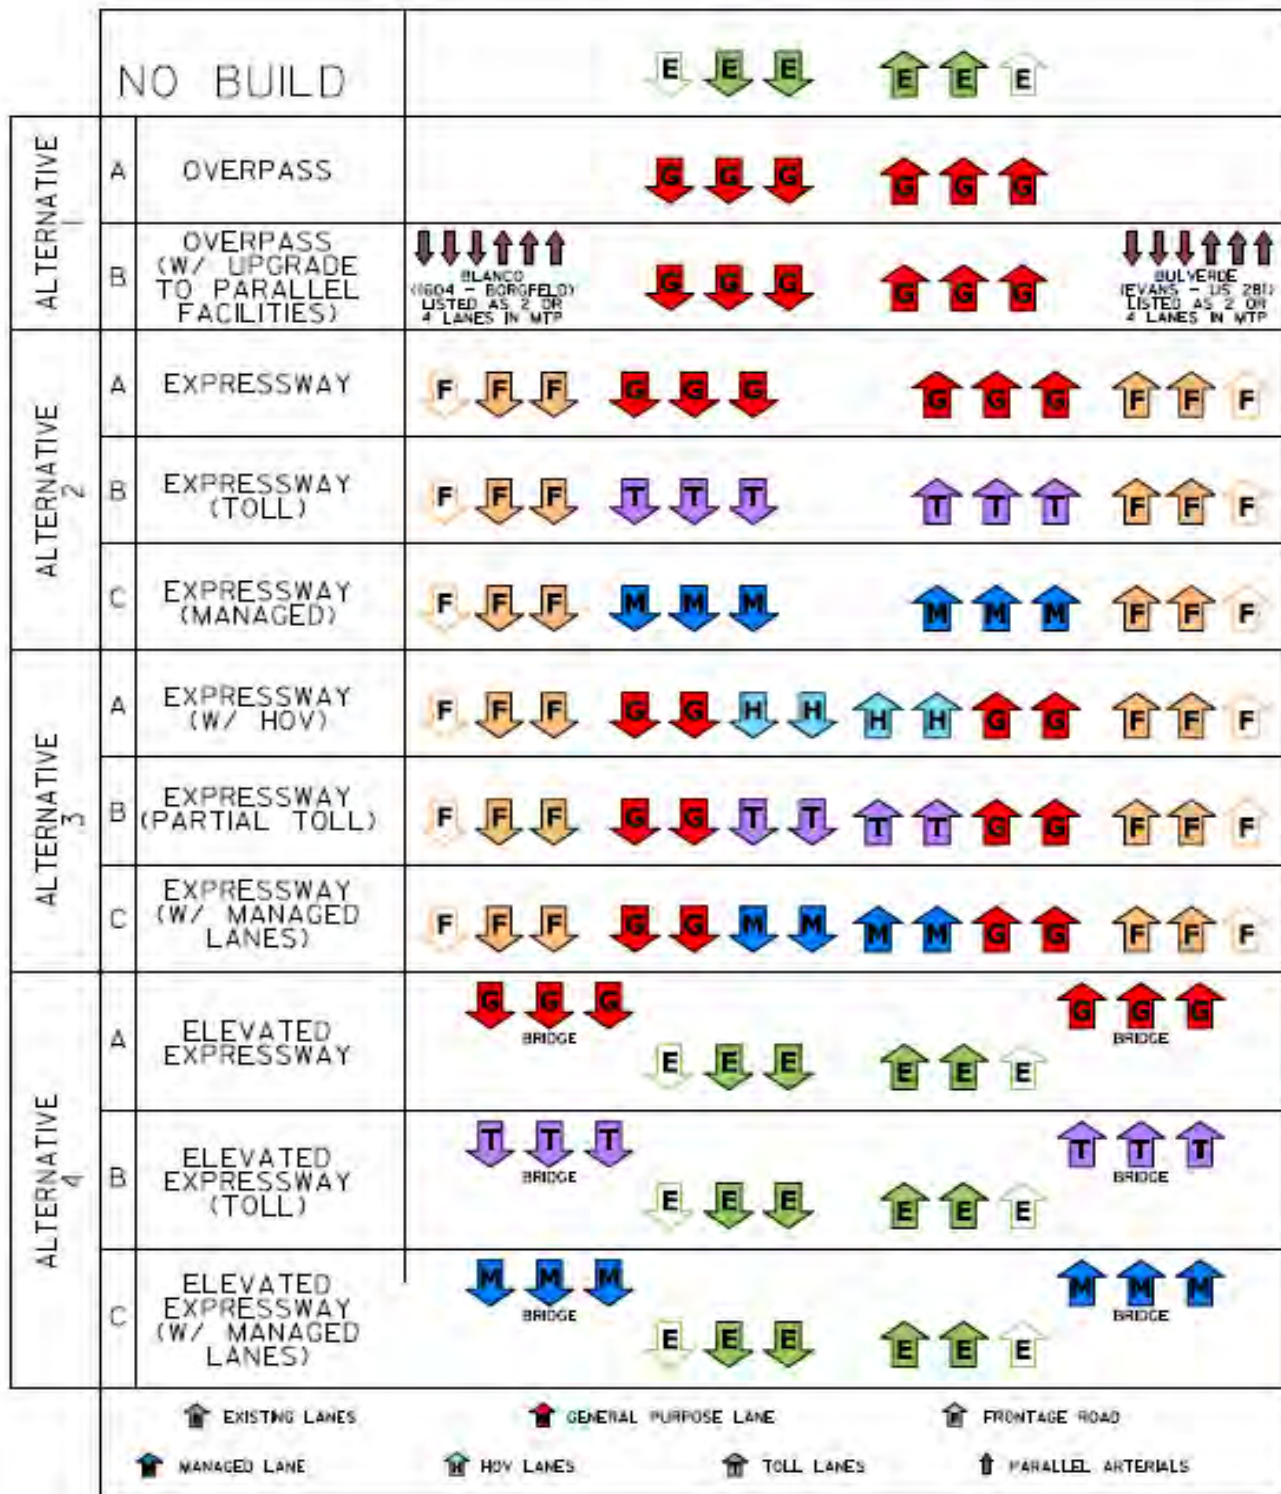 NO BUILD
E E E E E E
ALTERNATIVE
1
A
OVERPASS
G G G G G G
B
OVERPASS
(W/ UPGRADE
TO PARALLEL
FACILITIES)
BLANCO
(1604 - BORGFELD)
LISTED AS 2 OR
4 LANES IN MTP
G G G G G G
BULVERDE
(EVANS - US 281)
LISTED AS 2 OR
4 LANES IN MTP
ALTERNATIVE
2
A
EXPRESSWAY
F F F G G G G G G F F F
B
EXPRESSWAY
(TOLL)
F F F T T T T T T F F F
C
EXPRESSWAY
(MANAGED)
F F F M M M M M M F F F
ALTERNATIVE
3
A
EXPRESSWAY
(W/ HOV)
F F F G G H H H H G G F F F
B
EXPRESSWAY
(PARTIAL TOLL)
F F F G G T T T T G G F F F
C
EXPRESSWAY
(W/ MANAGED
LANES)
F F F G G M M M M G G F F F
ALTERNATIVE
4
A
ELEVATED
EXPRESSWAY
G G G G G G
BRIDGE BRIDGE
E E E E E E
B
ELEVATED
EXPRESSWAY
(TOLL)
T T T T T T
BRIDGE BRIDGE
E E E E E E
C
ELEVATED
EXPRESSWAY
(W/ MANAGED
LANES)
M M M M M M
BRIDGE BRIDGE
E E E E E E
EXISTING LANES GENERAL PURPOSE LANE FRONTAGE ROAD
MANAGED LANE H HOV LANES TOLL LANES PARALLEL ARTERIALS